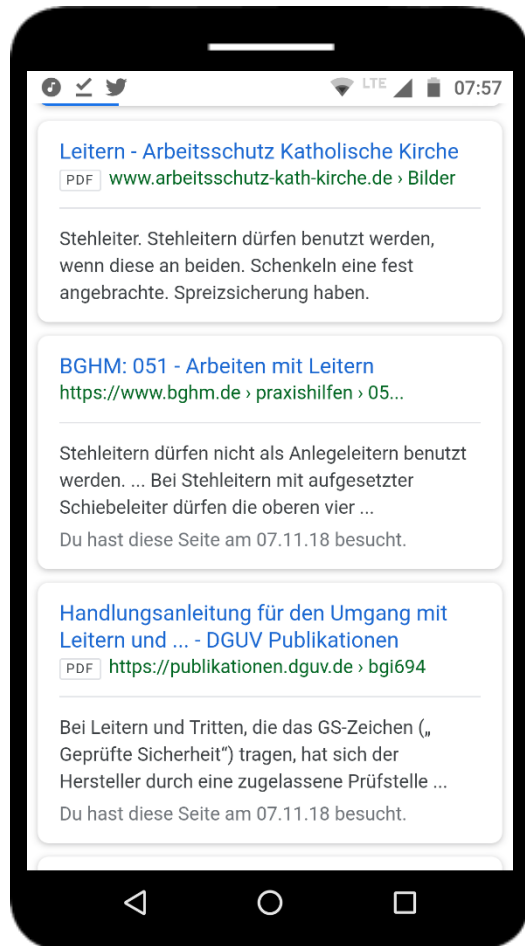 LTE 07:57
Leitern - Arbeitsschutz Katholische Kirche
PDF www.arbeitsschutz-kath-kirche.de › Bilder
Stehleiter. Stehleitern dürfen benutzt werden,
wenn diese an beiden. Schenkeln eine fest
angebrachte. Spreizsicherung haben.
BGHM: 051 - Arbeiten mit Leitern
https://www.bghm.de › praxishilfen › 05...
Stehleitern dürfen nicht als Anlegeleitern benutzt
werden. ... Bei Stehleitern mit aufgesetzter
Schiebeleiter dürfen die oberen vier ...
Du hast diese Seite am 07.11.18 besucht.
Handlungsanleitung für den Umgang mit
Leitern und ... - DGUV Publikationen
PDF https://publikationen.dguv.de › bgi694
Bei Leitern und Tritten, die das GS-Zeichen („
Geprüfte Sicherheit“) tragen, hat sich der
Hersteller durch eine zugelassene Prüfstelle ...
Du hast diese Seite am 07.11.18 besucht.